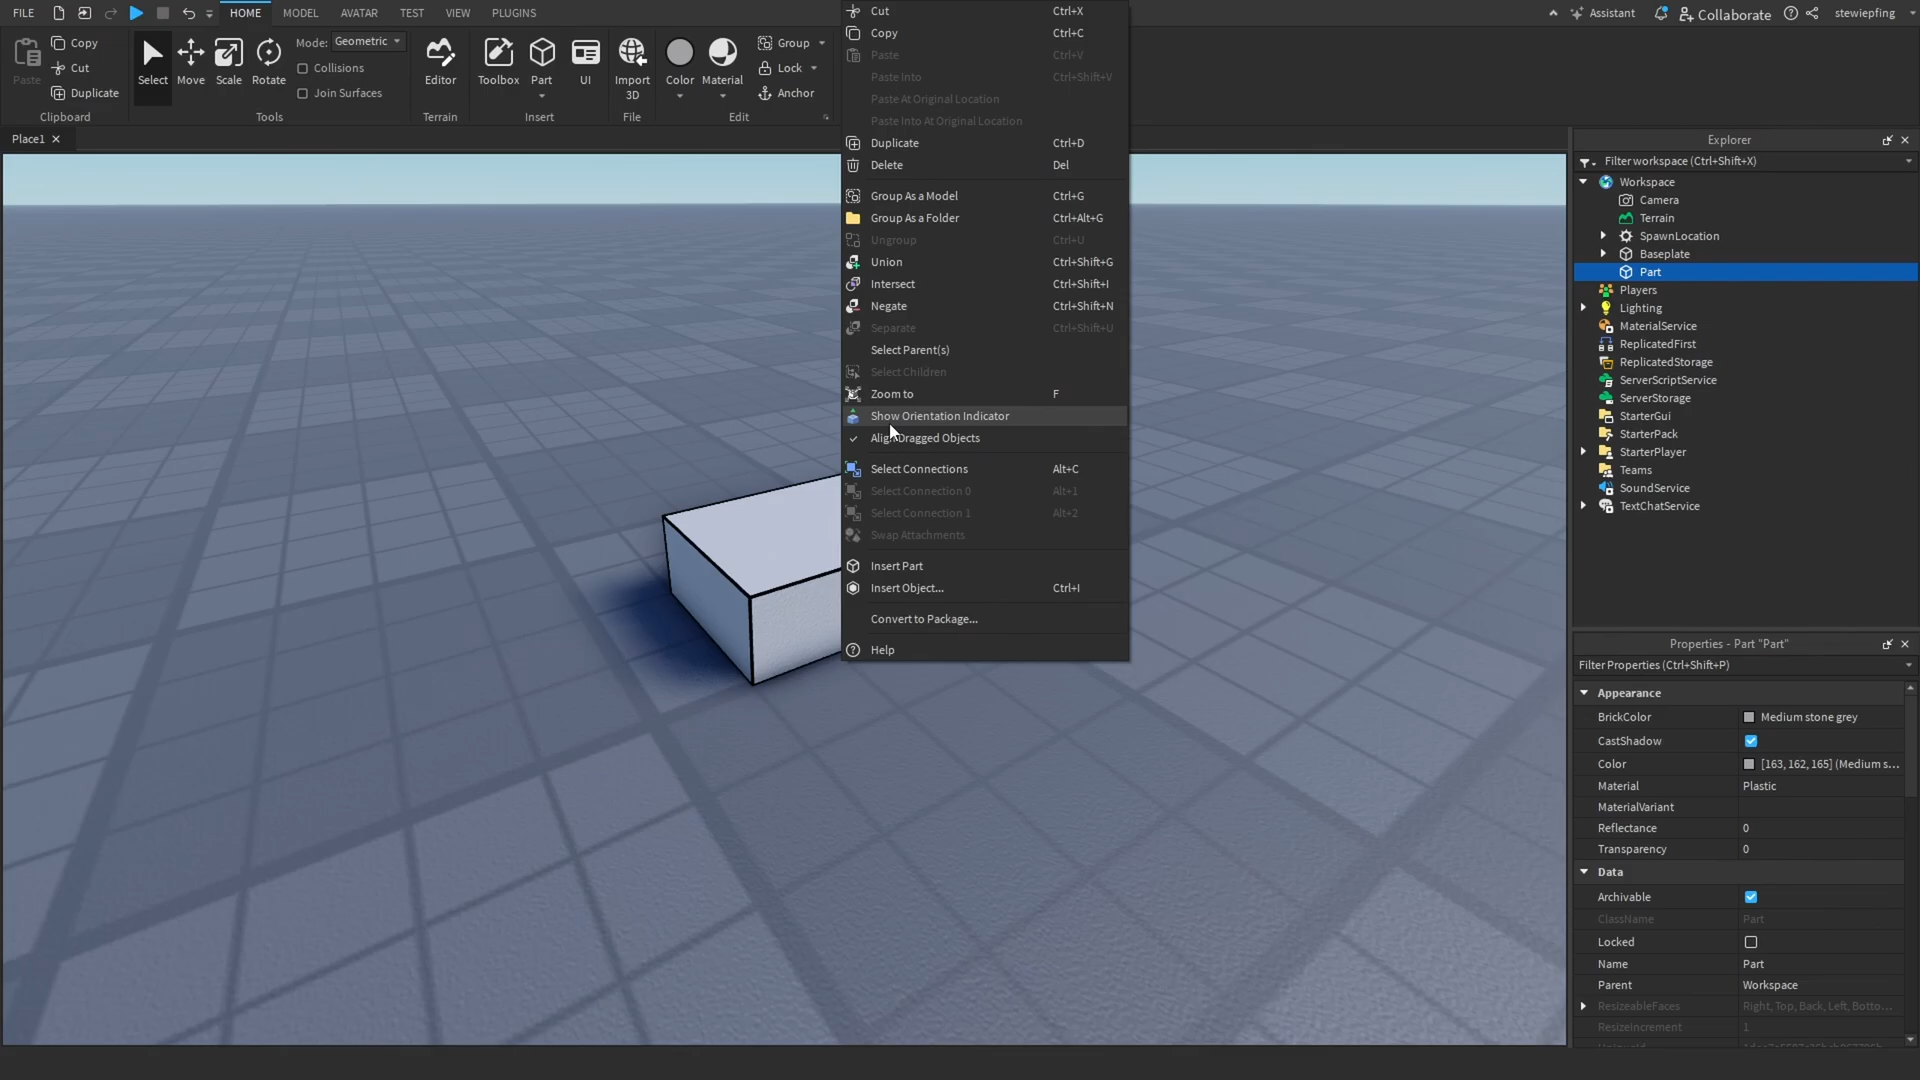 FILE HOME MODEL AVATAR TEST VIEW PLUGINS
Assistant Collaborate stewiepfing
Paste
Copy
Cut
Duplicate
Clipboard
Select Move Scale Rotate
Mode: Geometric
Collisions
Join Surfaces
Tools
Editor
Terrain
Toolbox Part UI
Insert
Import
3D
File
Color Material
Group
Lock
Anchor
Edit
Place1
Cut Ctrl+X
Copy Ctrl+C
Paste Ctrl+V
Paste Into Ctrl+Shift+V
Paste At Original Location
Paste Into At Original Location
Duplicate Ctrl+D
Delete Del
Group As a Model Ctrl+G
Group As a Folder Ctrl+Alt+G
Ungroup Ctrl+U
Union Ctrl+Shift+G
Intersect Ctrl+Shift+I
Negate Ctrl+Shift+N
Separate Ctrl+Shift+U
Select Parent(s)
Select Children
Zoom to F
Show Orientation Indicator
Align Dragged Objects
Select Connections Alt+C
Select Connection 0 Alt+1
Select Connection 1 Alt+2
Swap Attachments
Insert Part
Insert Object... Ctrl+I
Convert to Package...
Help
Explorer
Filter workspace (Ctrl+Shift+X)
Workspace
Camera
Terrain
SpawnLocation
Baseplate
Part
Players
Lighting
MaterialService
ReplicatedFirst
ReplicatedStorage
ServerScriptService
ServerStorage
StarterGui
StarterPack
StarterPlayer
Teams
SoundService
TextChatService
Properties - Part "Part"
Filter Properties (Ctrl+Shift+P)
Appearance
BrickColor Medium stone grey
CastShadow
Color [163, 162, 165] (Medium s...
Material Plastic
MaterialVariant
Reflectance 0
Transparency 0
Data
Archivable
ClassName Part
Locked
Name Part
Parent Workspace
ResizeableFaces Right, Top, Back, Left, Botto...
ResizeIncrement 1